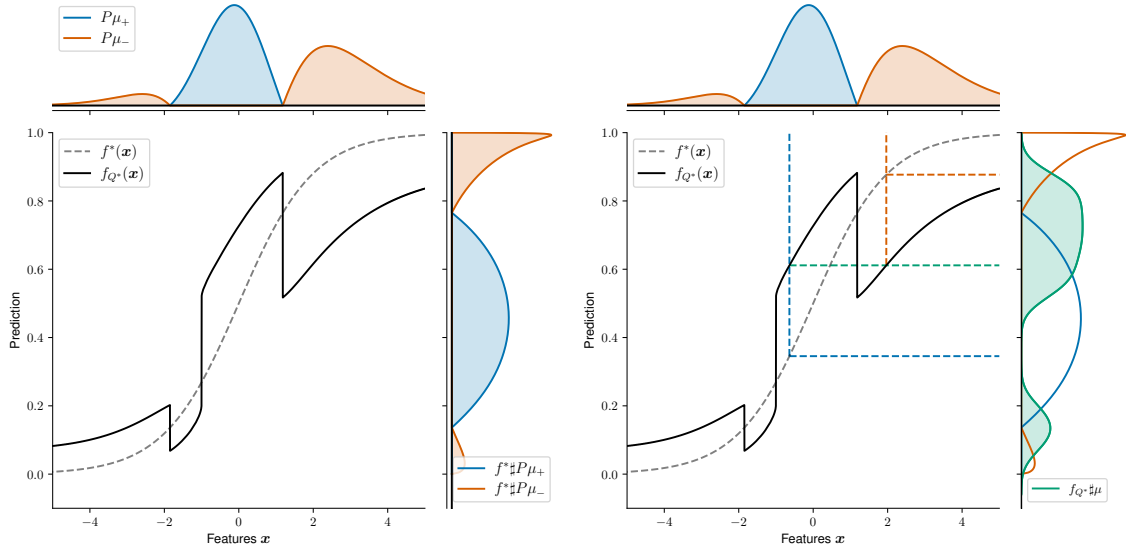 Pμ₊
Pμ₋
−4 −2 0 2 4
Features x
0.0
0.2
0.4
0.6
0.8
1.0
Prediction
f*(x)
f_{Q*}(x)
f*♯Pμ₊
f*♯Pμ₋
−4 −2 0 2 4
Features x
0.0
0.2
0.4
0.6
0.8
1.0
Prediction
f*(x)
f_{Q*}(x)
f_{Q*}♯μ